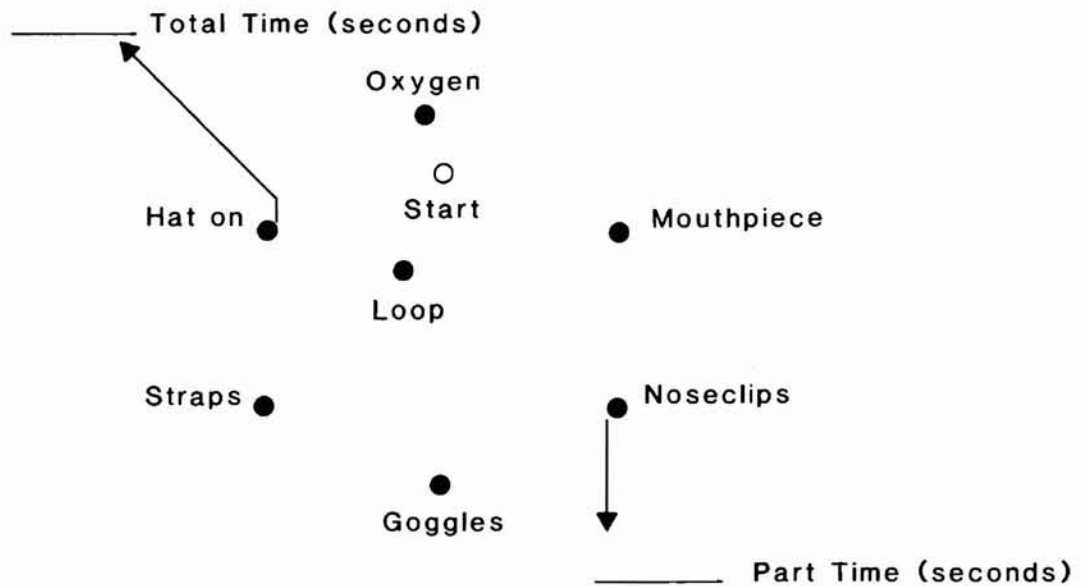 Total Time (seconds)
Oxygen
Start
Hat on
Mouthpiece
Loop
Straps
Noseclips
Goggles
Part Time (seconds)